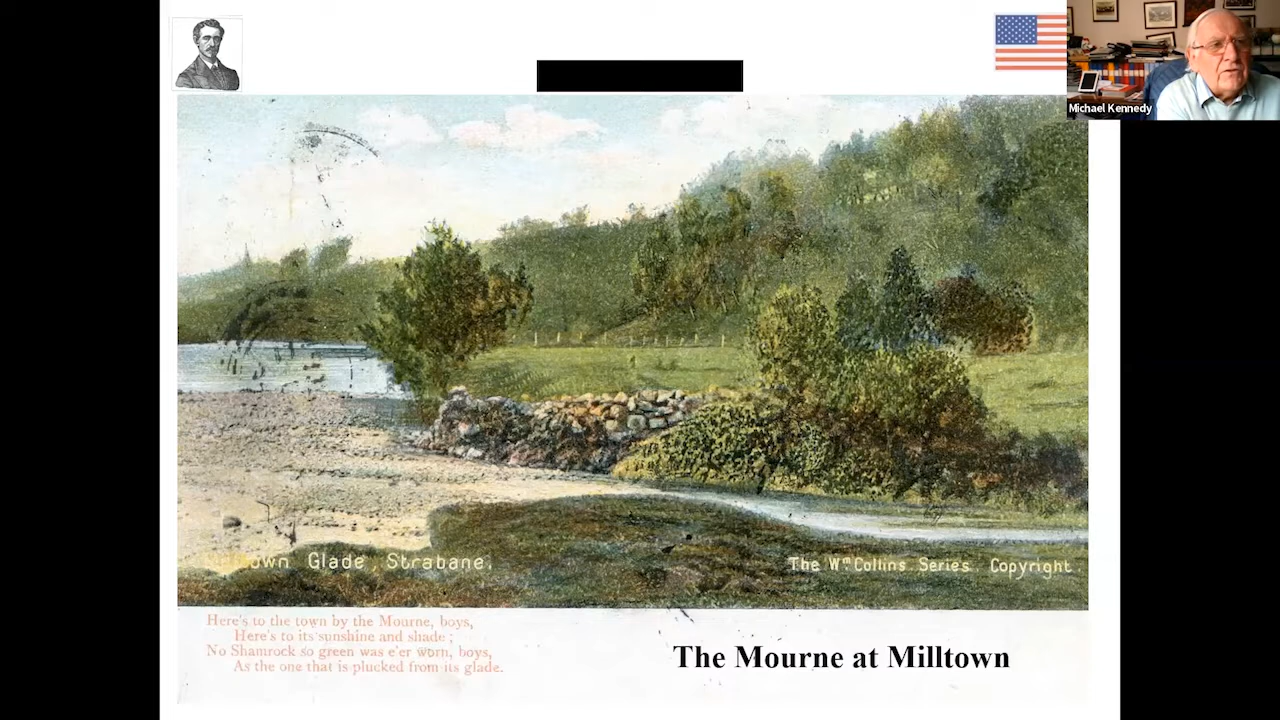 Michael Kennedy
Glade, Strabane.
The Wm Collins Series Copyright.
Here's to the town by the Mourne, boys,
Here's to its sunshine and shade;
No Shamrock so green was e'er worn, boys,
As the one that is plucked from its glade.
The Mourne at Milltown